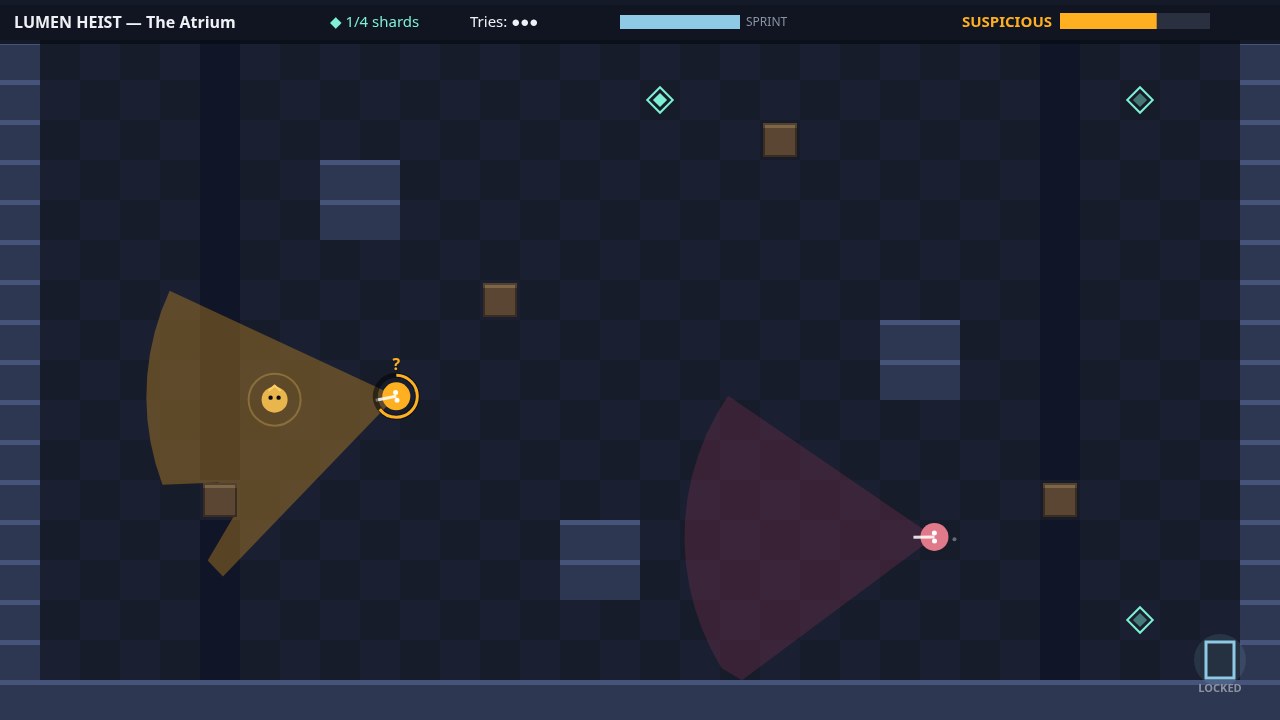 LUMEN HEIST — The Atrium
◆ 1/4 shards
Tries: ●●●
SPRINT
SUSPICIOUS
?
LOCKED